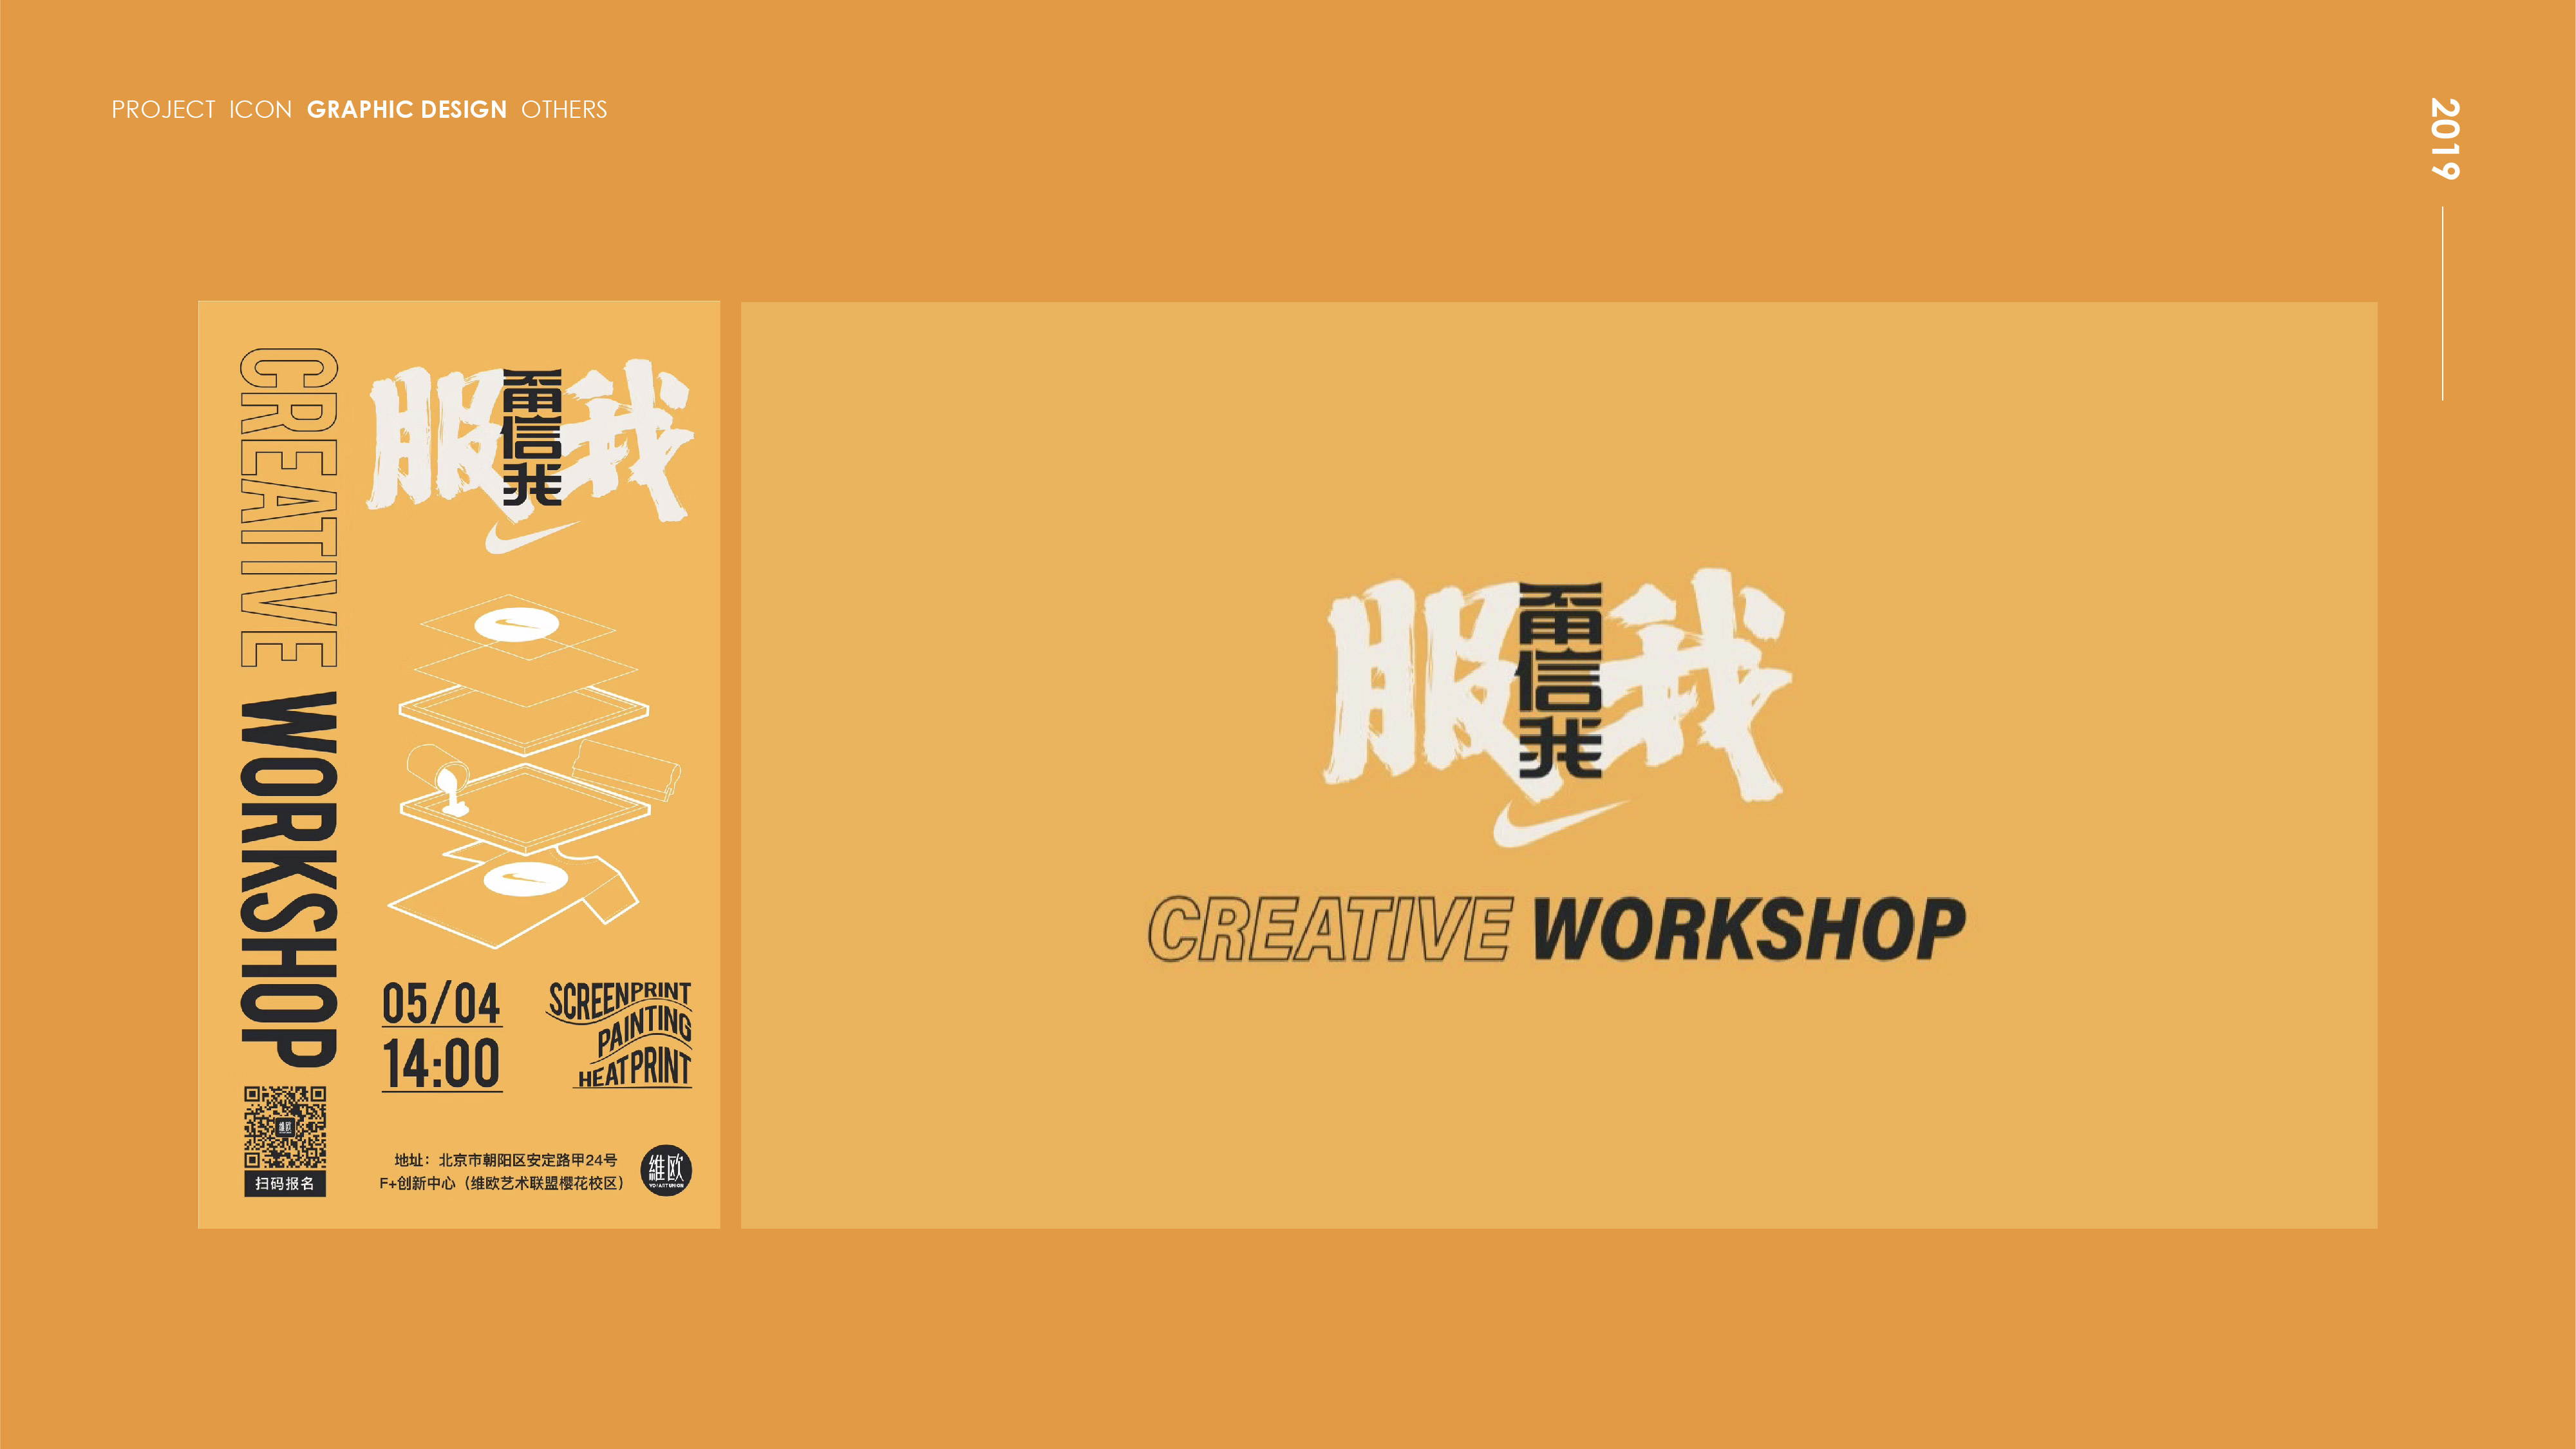 PROJECT ICON GRAPHIC DESIGN OTHERS
2019
CREATIVE WORKSHOP
服我
甭信我
05/04
14:00
SCREENPRINT
PAINTING
HEATPRINT
扫码报名
地址：北京市朝阳区安定路甲24号
F+创新中心（维欧艺术联盟樱花校区）
維欧
服我
甭信我
CREATIVE WORKSHOP